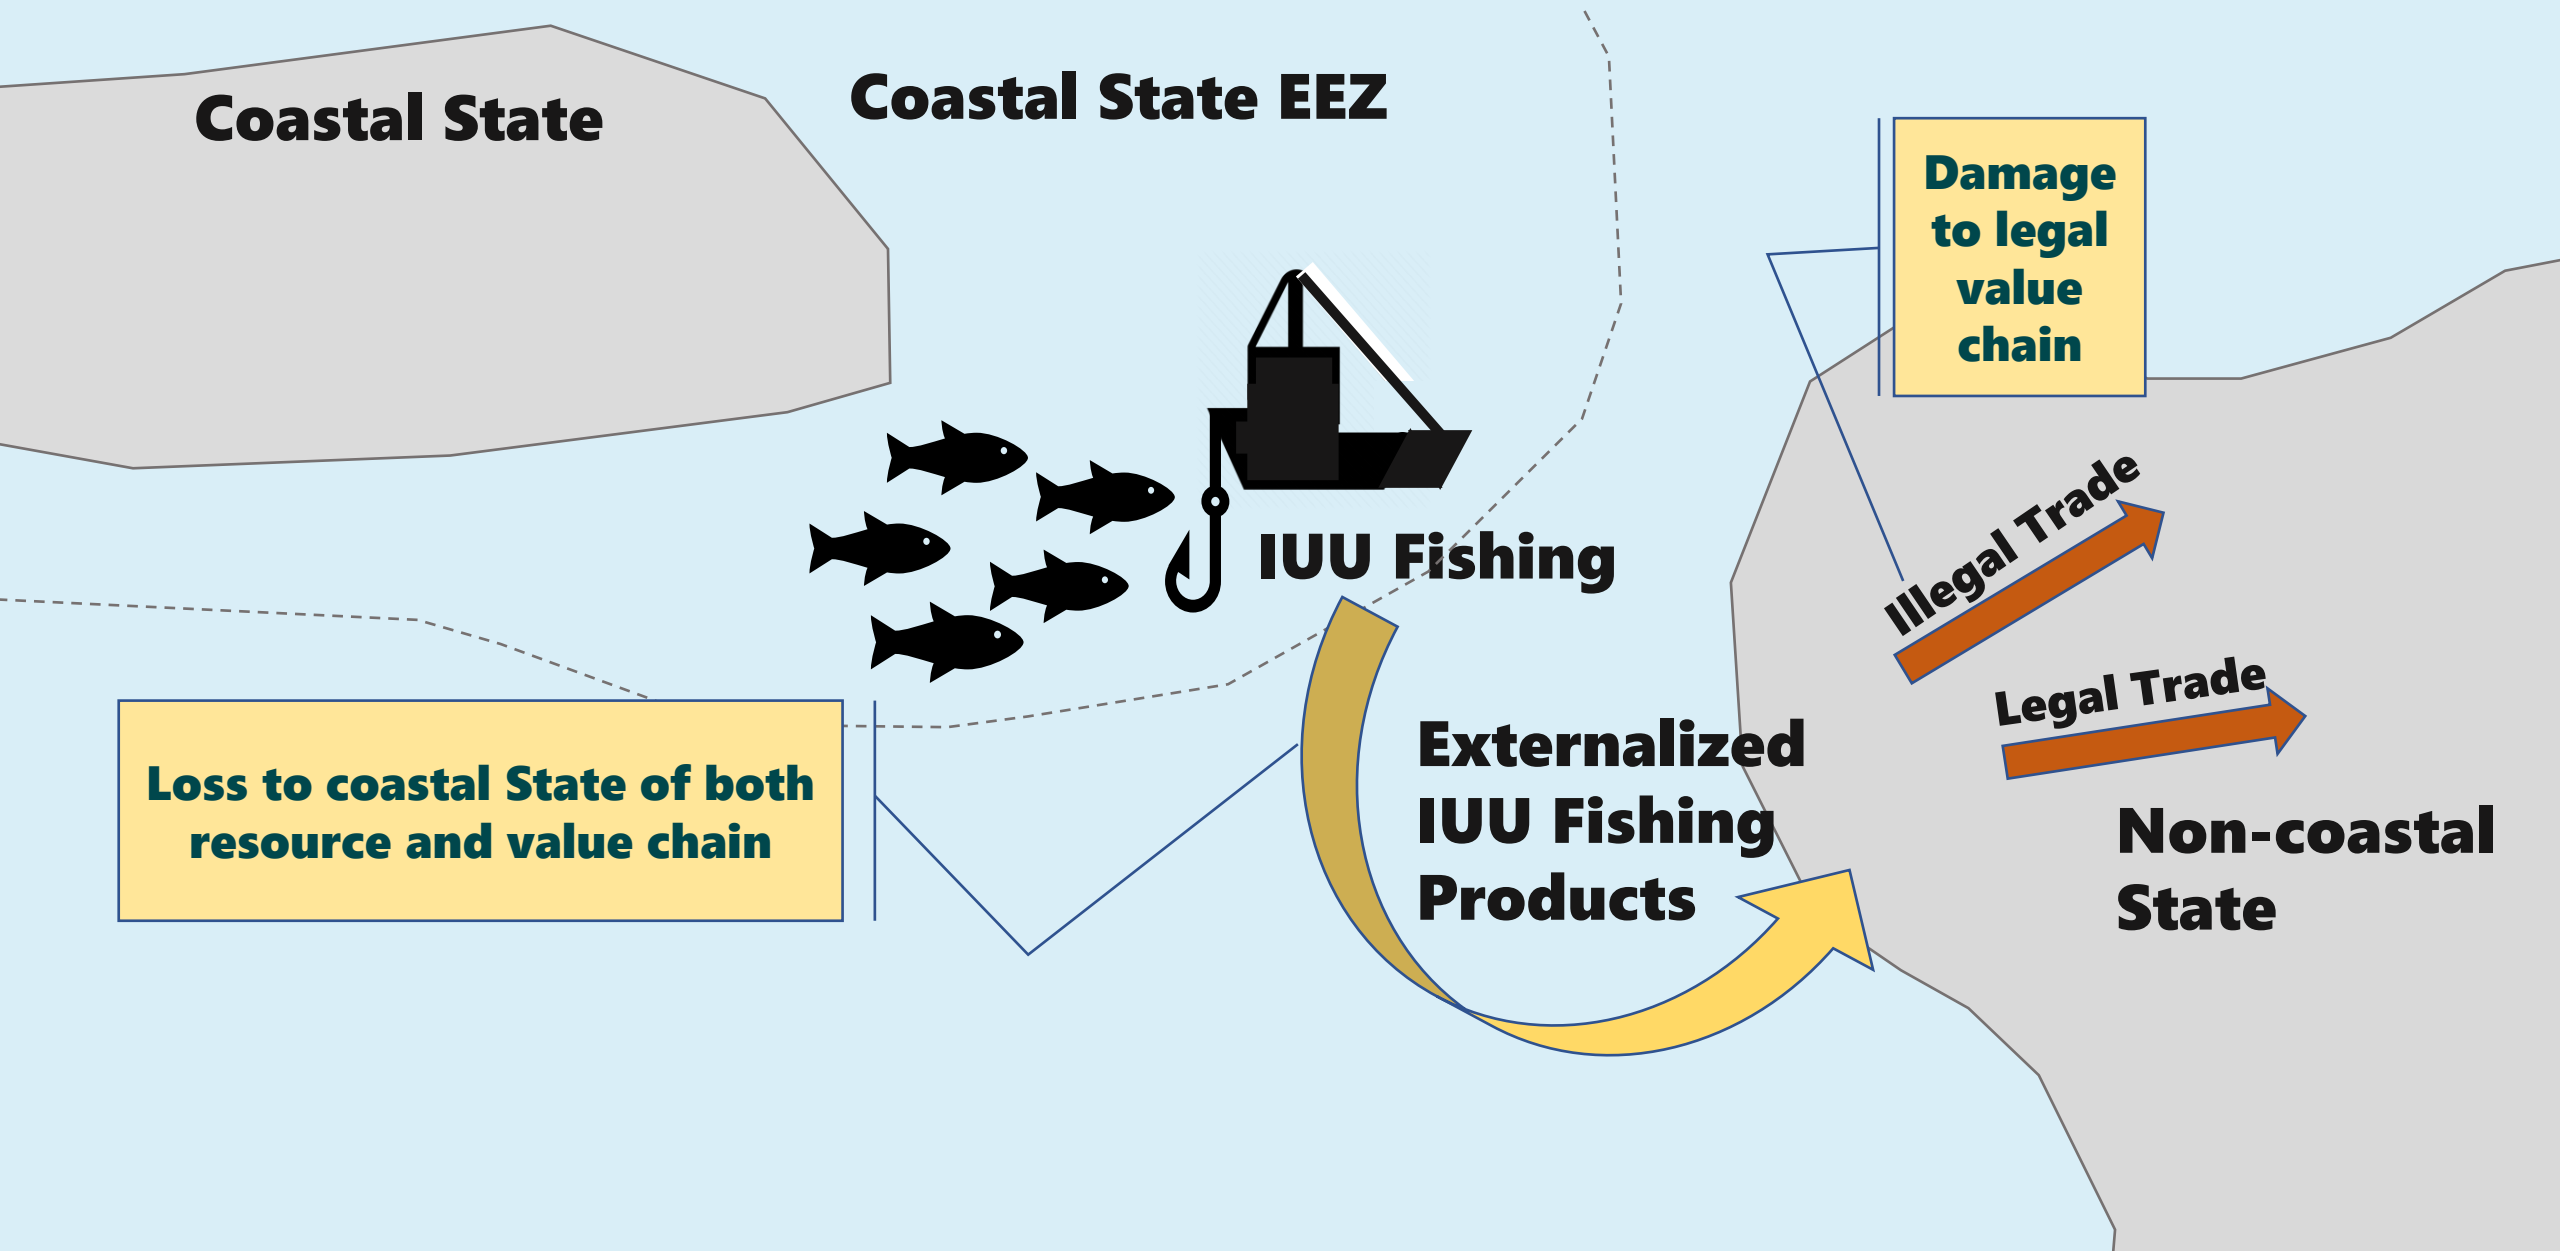 Coastal State
Coastal State EEZ
Damage
to legal
value
chain
Illegal Trade
IUU Fishing
Legal Trade
Loss to coastal State of both
resource and value chain
Externalized
IUU Fishing
Products
Non-coastal
State